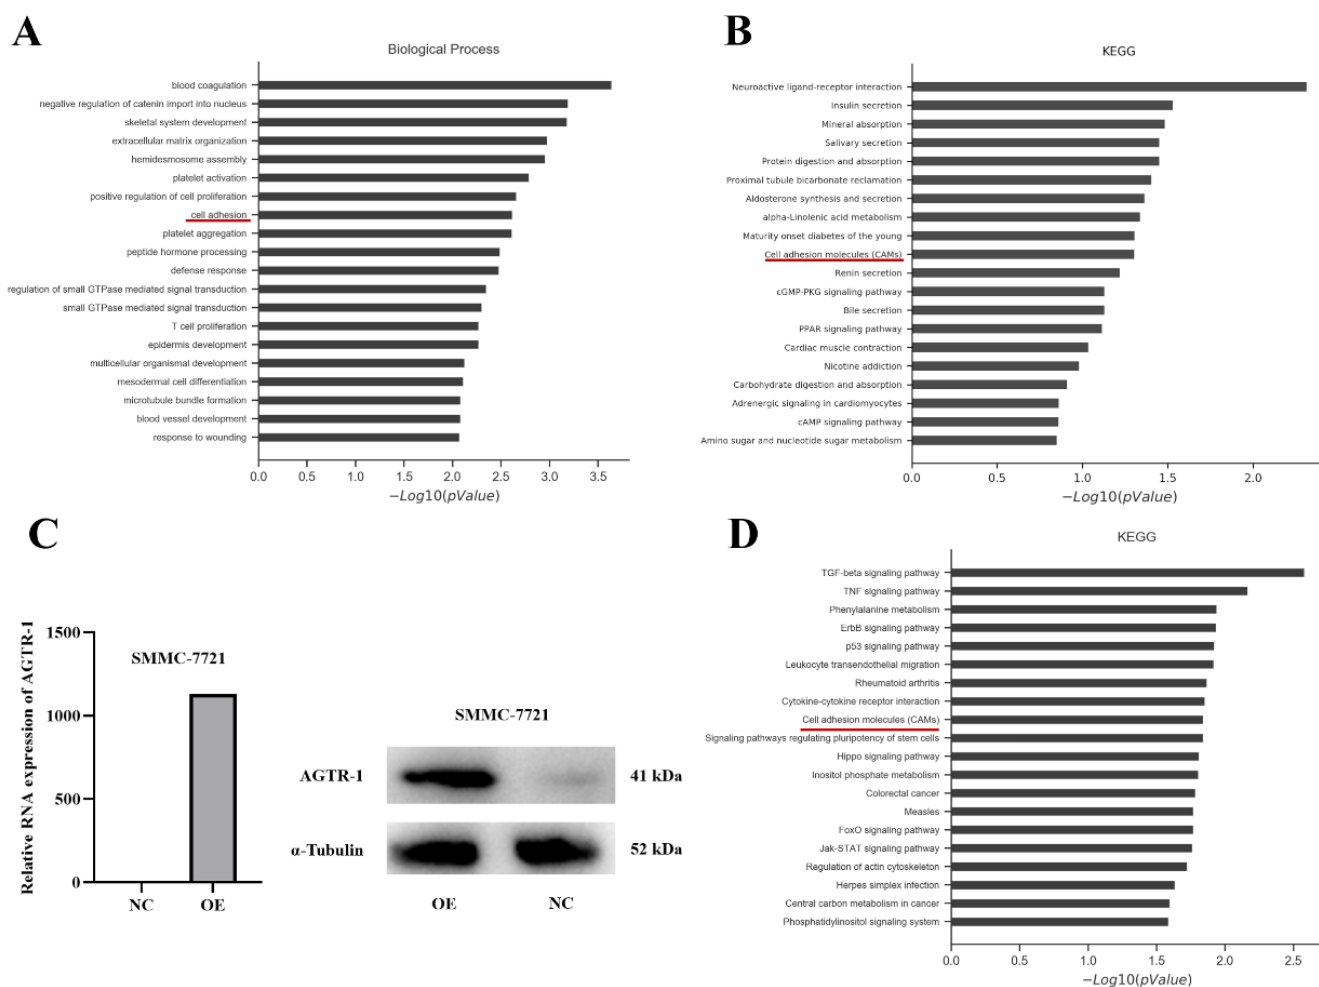 A
Biological Process
blood coagulation
negative regulation of catenin import into nucleus
skeletal system development
extracellular matrix organization
hemidesmosome assembly
platelet activation
positive regulation of cell proliferation
cell adhesion
platelet aggregation
peptide hormone processing
defense response
regulation of small GTPase mediated signal transduction
small GTPase mediated signal transduction
T cell proliferation
epidermis development
multicellular organismal development
mesodermal cell differentiation
microtubule bundle formation
blood vessel development
response to wounding
0.0 0.5 1.0 1.5 2.0 2.5 3.0 3.5
−Log10(pValue)
B
KEGG
Neuroactive ligand-receptor interaction
Insulin secretion
Mineral absorption
Salivary secretion
Protein digestion and absorption
Proximal tubule bicarbonate reclamation
Aldosterone synthesis and secretion
alpha-Linolenic acid metabolism
Maturity onset diabetes of the young
Cell adhesion molecules (CAMs)
Renin secretion
cGMP-PKG signaling pathway
Bile secretion
PPAR signaling pathway
Cardiac muscle contraction
Nicotine addiction
Carbohydrate digestion and absorption
Adrenergic signaling in cardiomyocytes
cAMP signaling pathway
Amino sugar and nucleotide sugar metabolism
0.0 0.5 1.0 1.5 2.0
−Log10(pValue)
C
Relative RNA expression of AGTR-1
1500
1000
500
0
SMMC-7721
NC OE
SMMC-7721
AGTR-1 41 kDa
α-Tubulin 52 kDa
OE NC
D
KEGG
TGF-beta signaling pathway
TNF signaling pathway
Phenylalanine metabolism
ErbB signaling pathway
p53 signaling pathway
Leukocyte transendothelial migration
Rheumatoid arthritis
Cytokine-cytokine receptor interaction
Cell adhesion molecules (CAMs)
Signaling pathways regulating pluripotency of stem cells
Hippo signaling pathway
Inositol phosphate metabolism
Colorectal cancer
Measles
FoxO signaling pathway
Jak-STAT signaling pathway
Regulation of actin cytoskeleton
Herpes simplex infection
Central carbon metabolism in cancer
Phosphatidylinositol signaling system
0.0 0.5 1.0 1.5 2.0 2.5
−Log10(pValue)